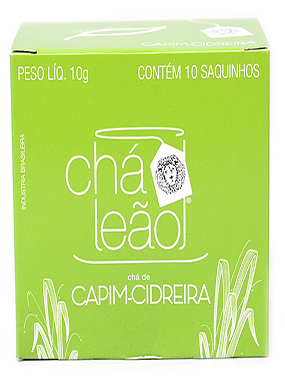 CAPIM-CIDREIRA
PESO LÍQ. 10g
CONTÉM 10 SAQUINHOS
INDÚSTRIA BRASILEIRA
chá
leão®
chá de
CAPIM-CIDREIRA